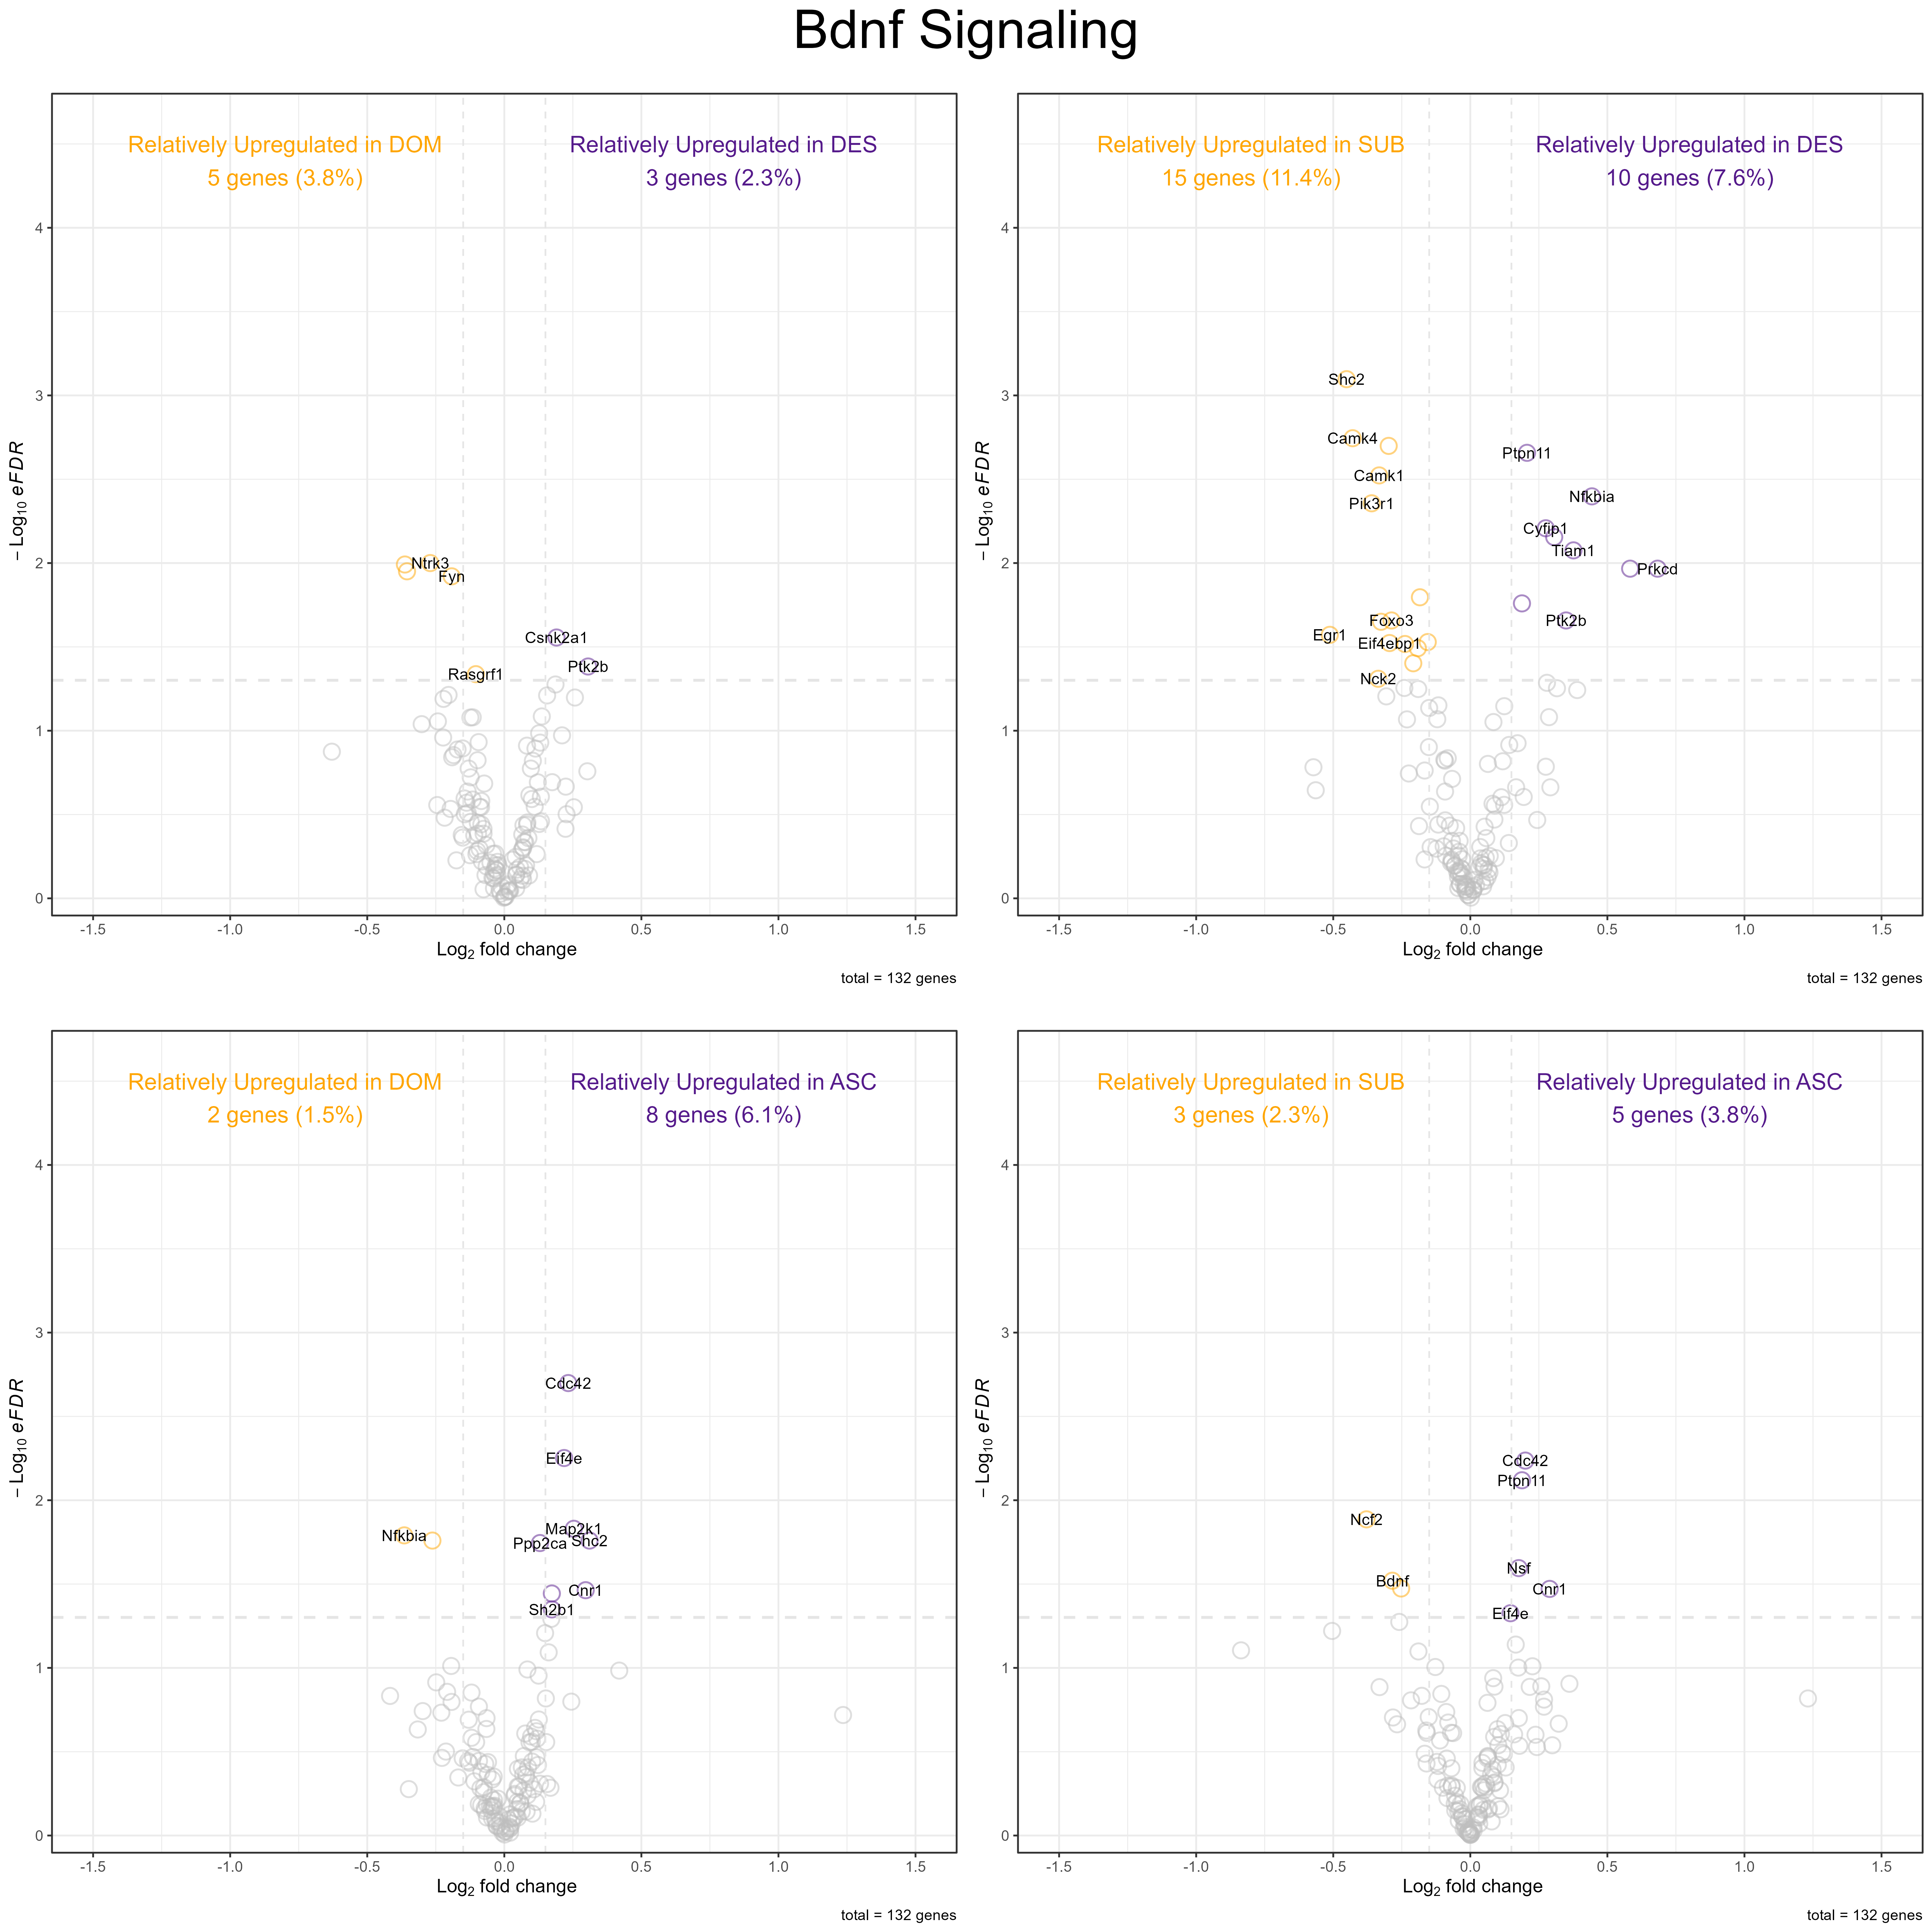 Bdnf Signaling
Relatively Upregulated in DOM
5 genes (3.8%)
Relatively Upregulated in DES
3 genes (2.3%)
4
3
2
1
0
− Log10 eFDR
Ntrk3
Fyn
Csnk2a1
Ptk2b
Rasgrf1
-1.5 -1.0 -0.5 0.0 0.5 1.0 1.5
Log2 fold change
total = 132 genes
Relatively Upregulated in SUB
15 genes (11.4%)
Relatively Upregulated in DES
10 genes (7.6%)
4
3
2
1
0
− Log10 eFDR
Shc2
Camk4
Ptpn11
Camk1
Nfkbia
Pik3r1
Cyfip1
Tiam1
Prkcd
Foxo3
Ptk2b
Egr1
Eif4ebp1
Nck2
-1.5 -1.0 -0.5 0.0 0.5 1.0 1.5
Log2 fold change
total = 132 genes
Relatively Upregulated in DOM
2 genes (1.5%)
Relatively Upregulated in ASC
8 genes (6.1%)
4
3
2
1
0
− Log10 eFDR
Cdc42
Eif4e
Map2k1
Nfkbia
Ppp2ca
Shc2
Cnr1
Sh2b1
-1.5 -1.0 -0.5 0.0 0.5 1.0 1.5
Log2 fold change
total = 132 genes
Relatively Upregulated in SUB
3 genes (2.3%)
Relatively Upregulated in ASC
5 genes (3.8%)
4
3
2
1
0
− Log10 eFDR
Cdc42
Ptpn11
Ncf2
Nsf
Bdnf
Cnr1
Eif4e
-1.5 -1.0 -0.5 0.0 0.5 1.0 1.5
Log2 fold change
total = 132 genes